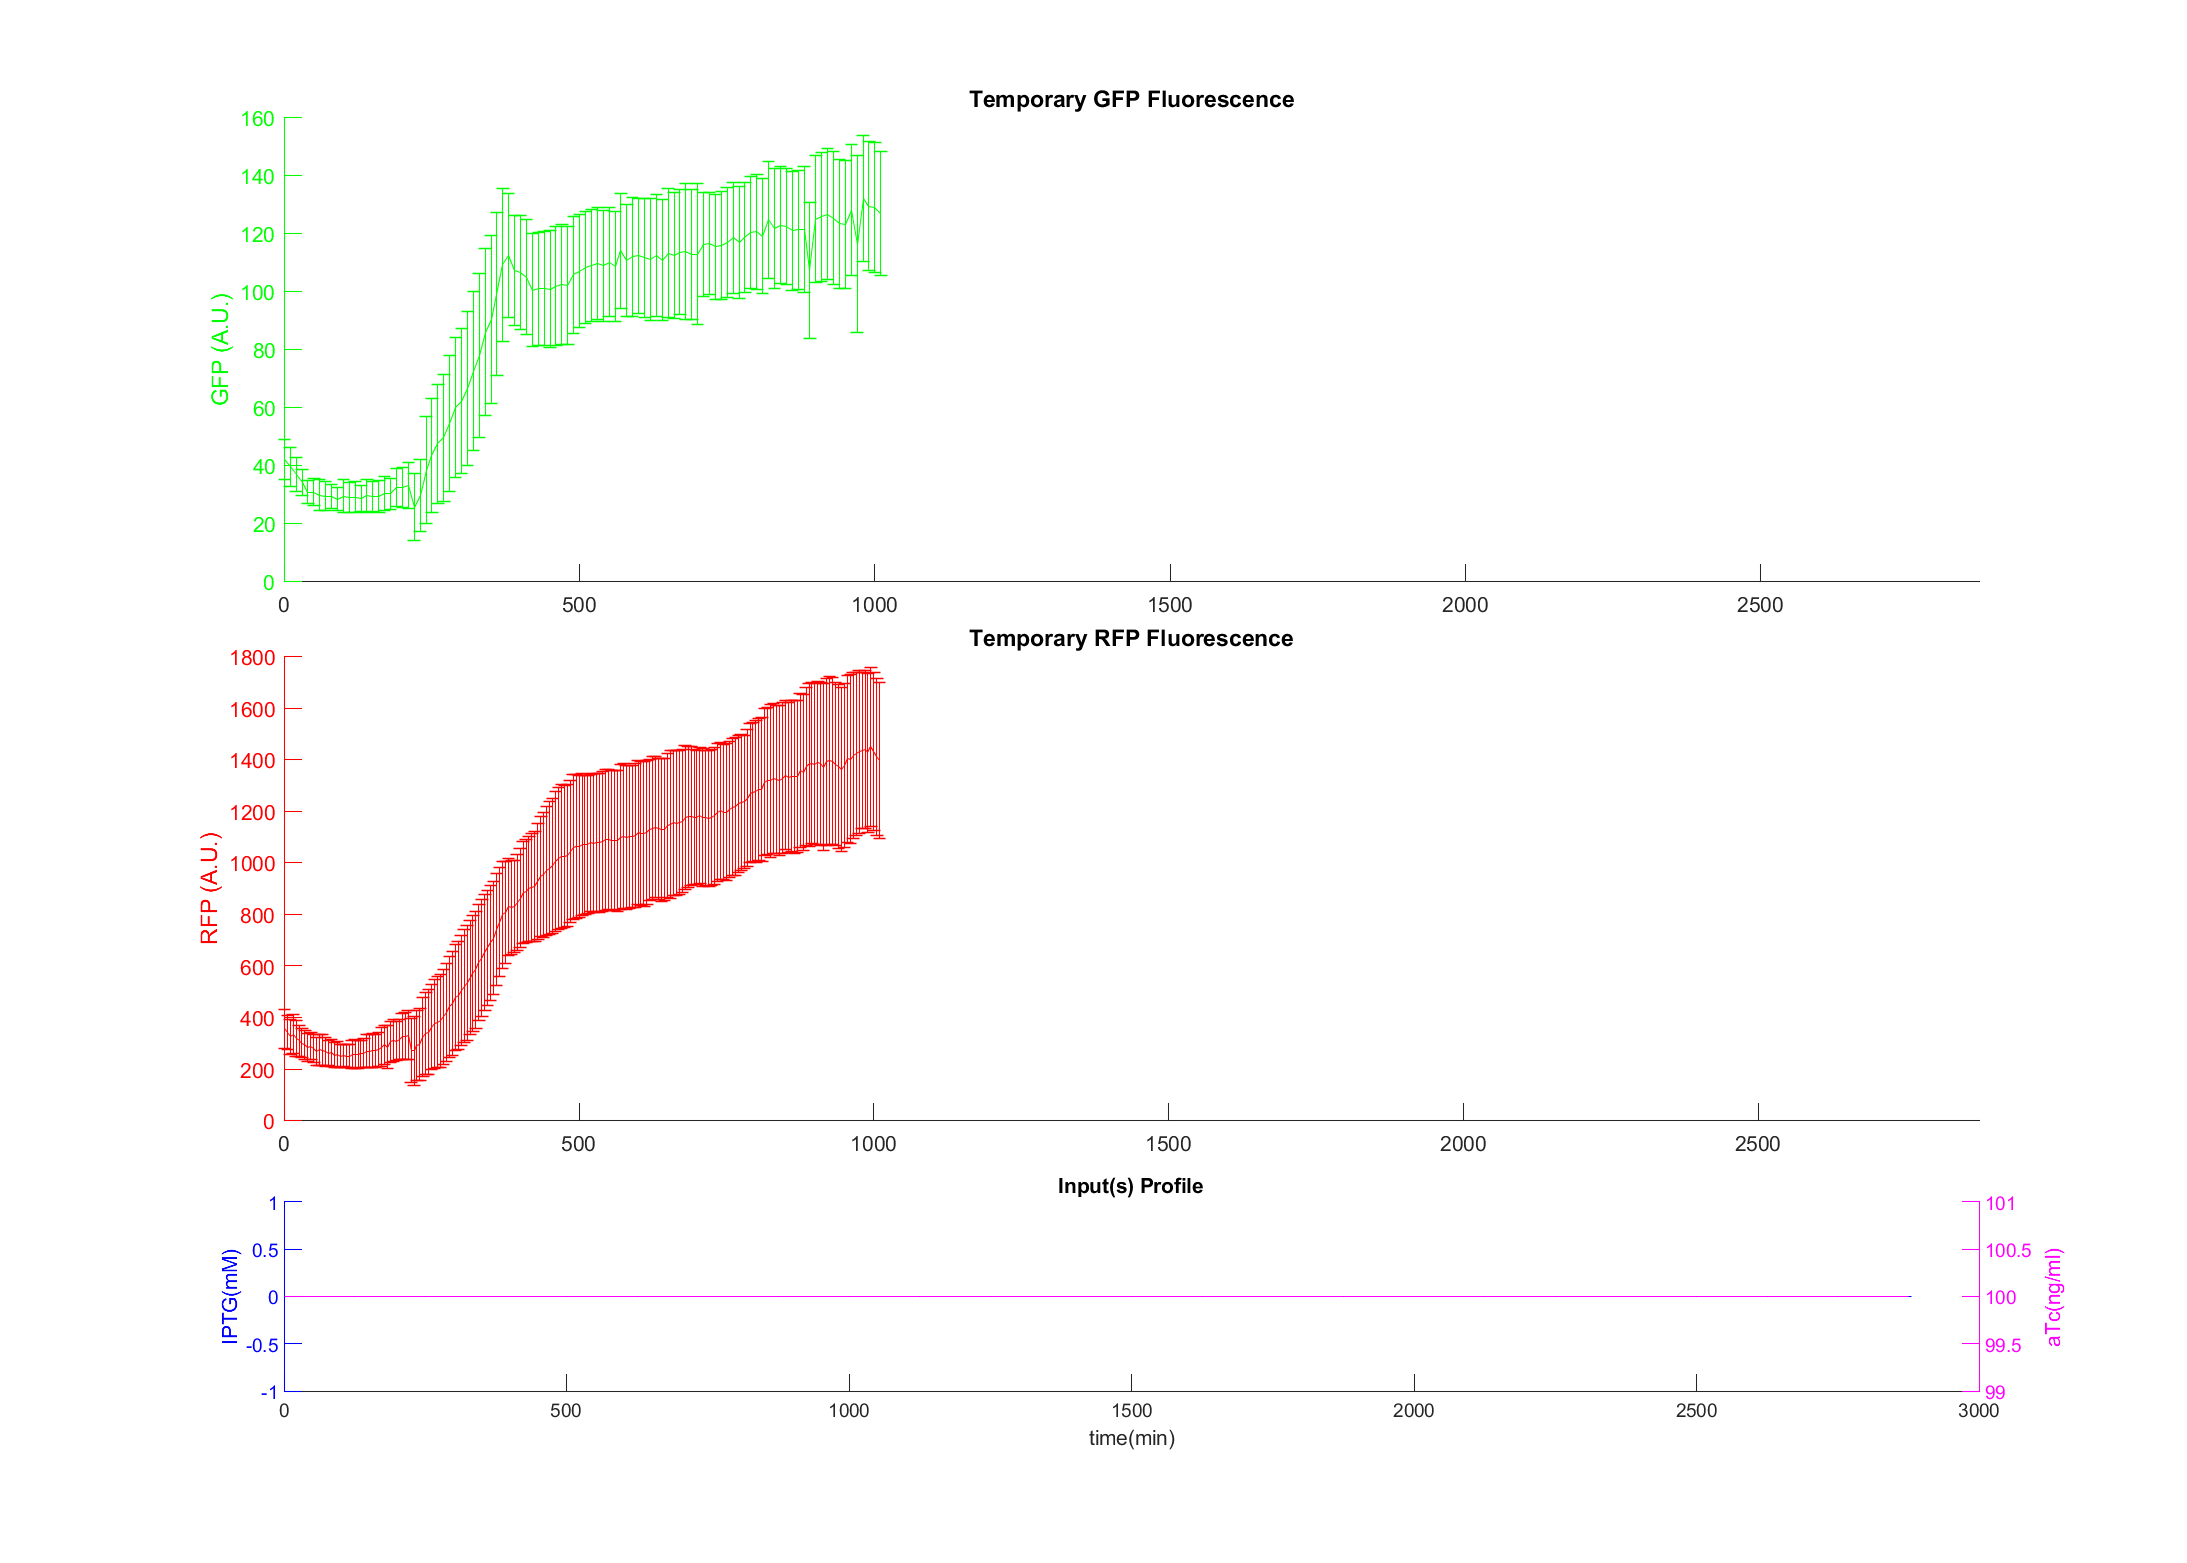 Temporary GFP Fluorescence
160
140
120
100
80
60
40
20
0
GFP (A.U.)
0 500 1000 1500 2000 2500
Temporary RFP Fluorescence
1800
1600
1400
1200
1000
800
600
400
200
0
RFP (A.U.)
0 500 1000 1500 2000 2500
Input(s) Profile
1 101
0.5 100.5
0 100
-0.5 99.5
-1 99
IPTG(mM)
aTc(ng/ml)
0 500 1000 1500 2000 2500 3000
time(min)